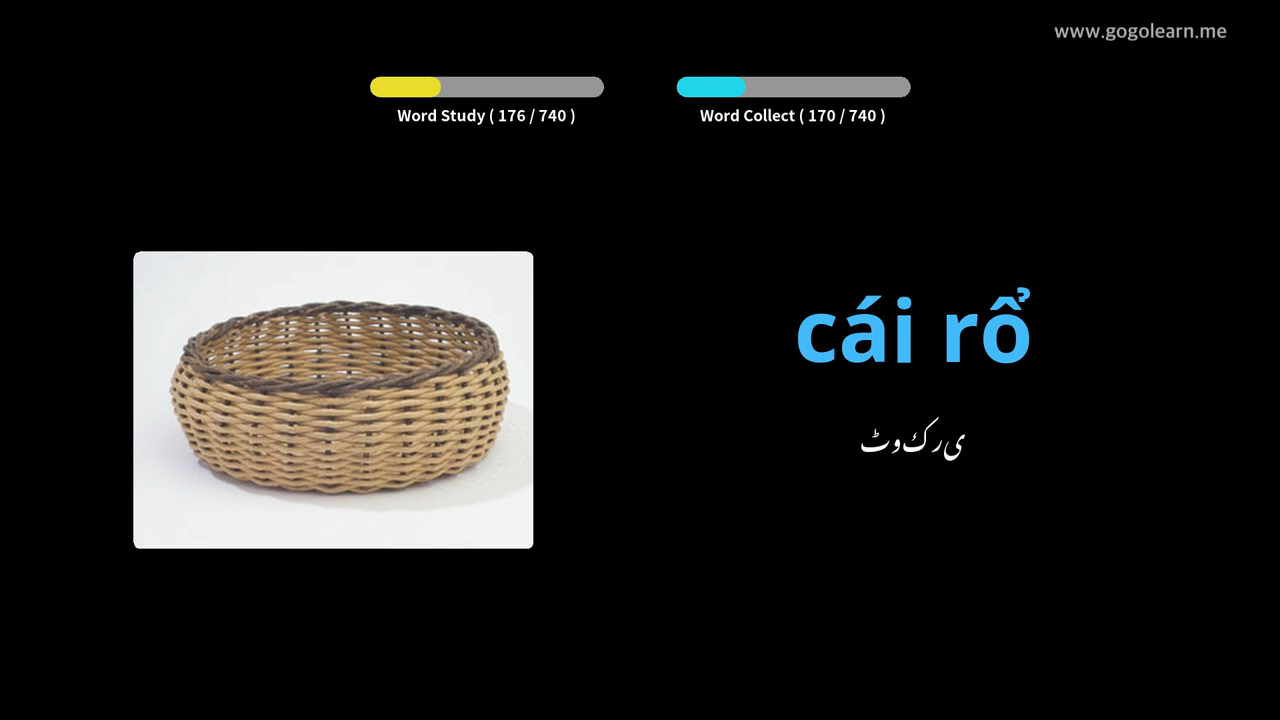 www.gogolearn.me
Word Study ( 176 / 740 )
Word Collect ( 170 / 740 )
cái rổ
ٹوکری